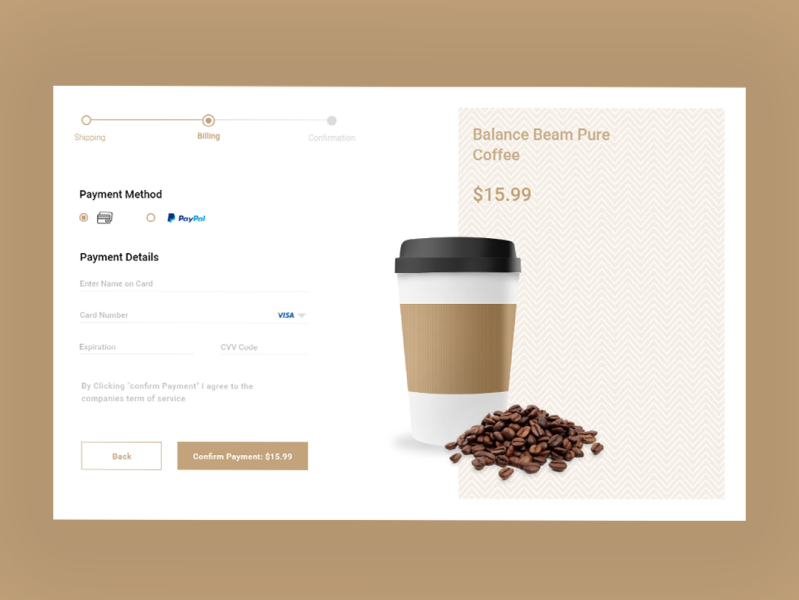 Shipping
Billing
Confirmation
Balance Beam Pure
Coffee
$15.99
Payment Method
PayPal
Payment Details
Enter Name on Card
Card Number
VISA
Expiration
CVV Code
By Clicking "confirm Payment" I agree to the
companies term of service
Back
Confirm Payment: $15.99